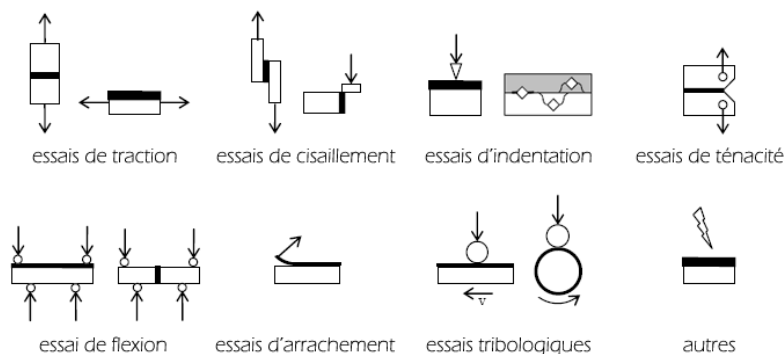 essais de traction
essais de cisaillement
essais d'indentation
essais de ténacité
v
essai de flexion
essais d'arrachement
essais tribologiques
autres